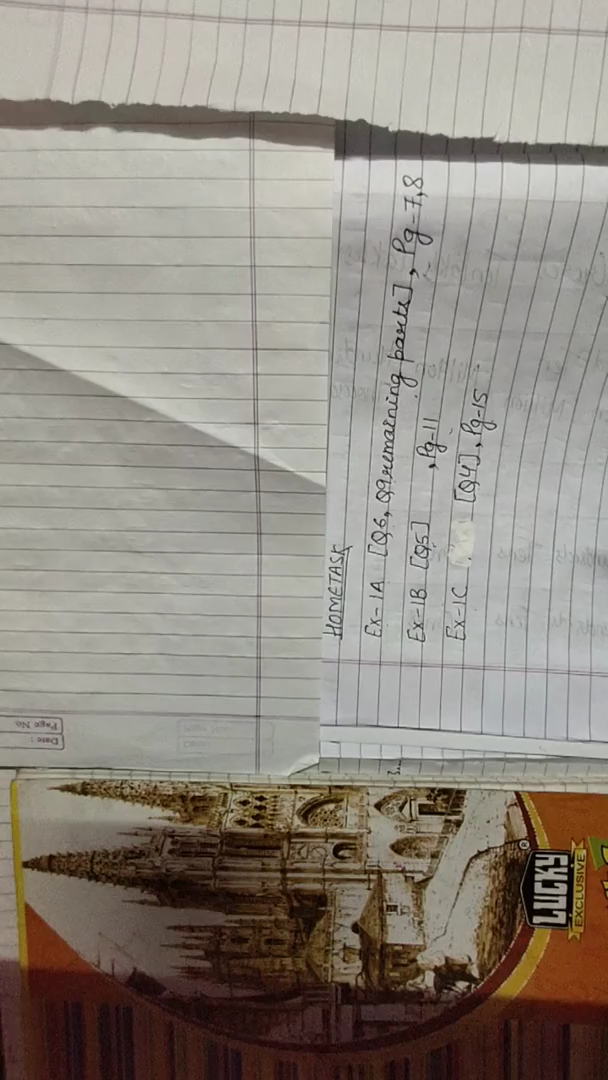 HOMETASK
Ex-1A [Q6, Q9 remaining parts], Pg-7,8
Ex-1B [Q5] , Pg-11
Ex-1C [Q4], Pg-15
Page No.
Date :
LUCKY®
EXCLUSIVE